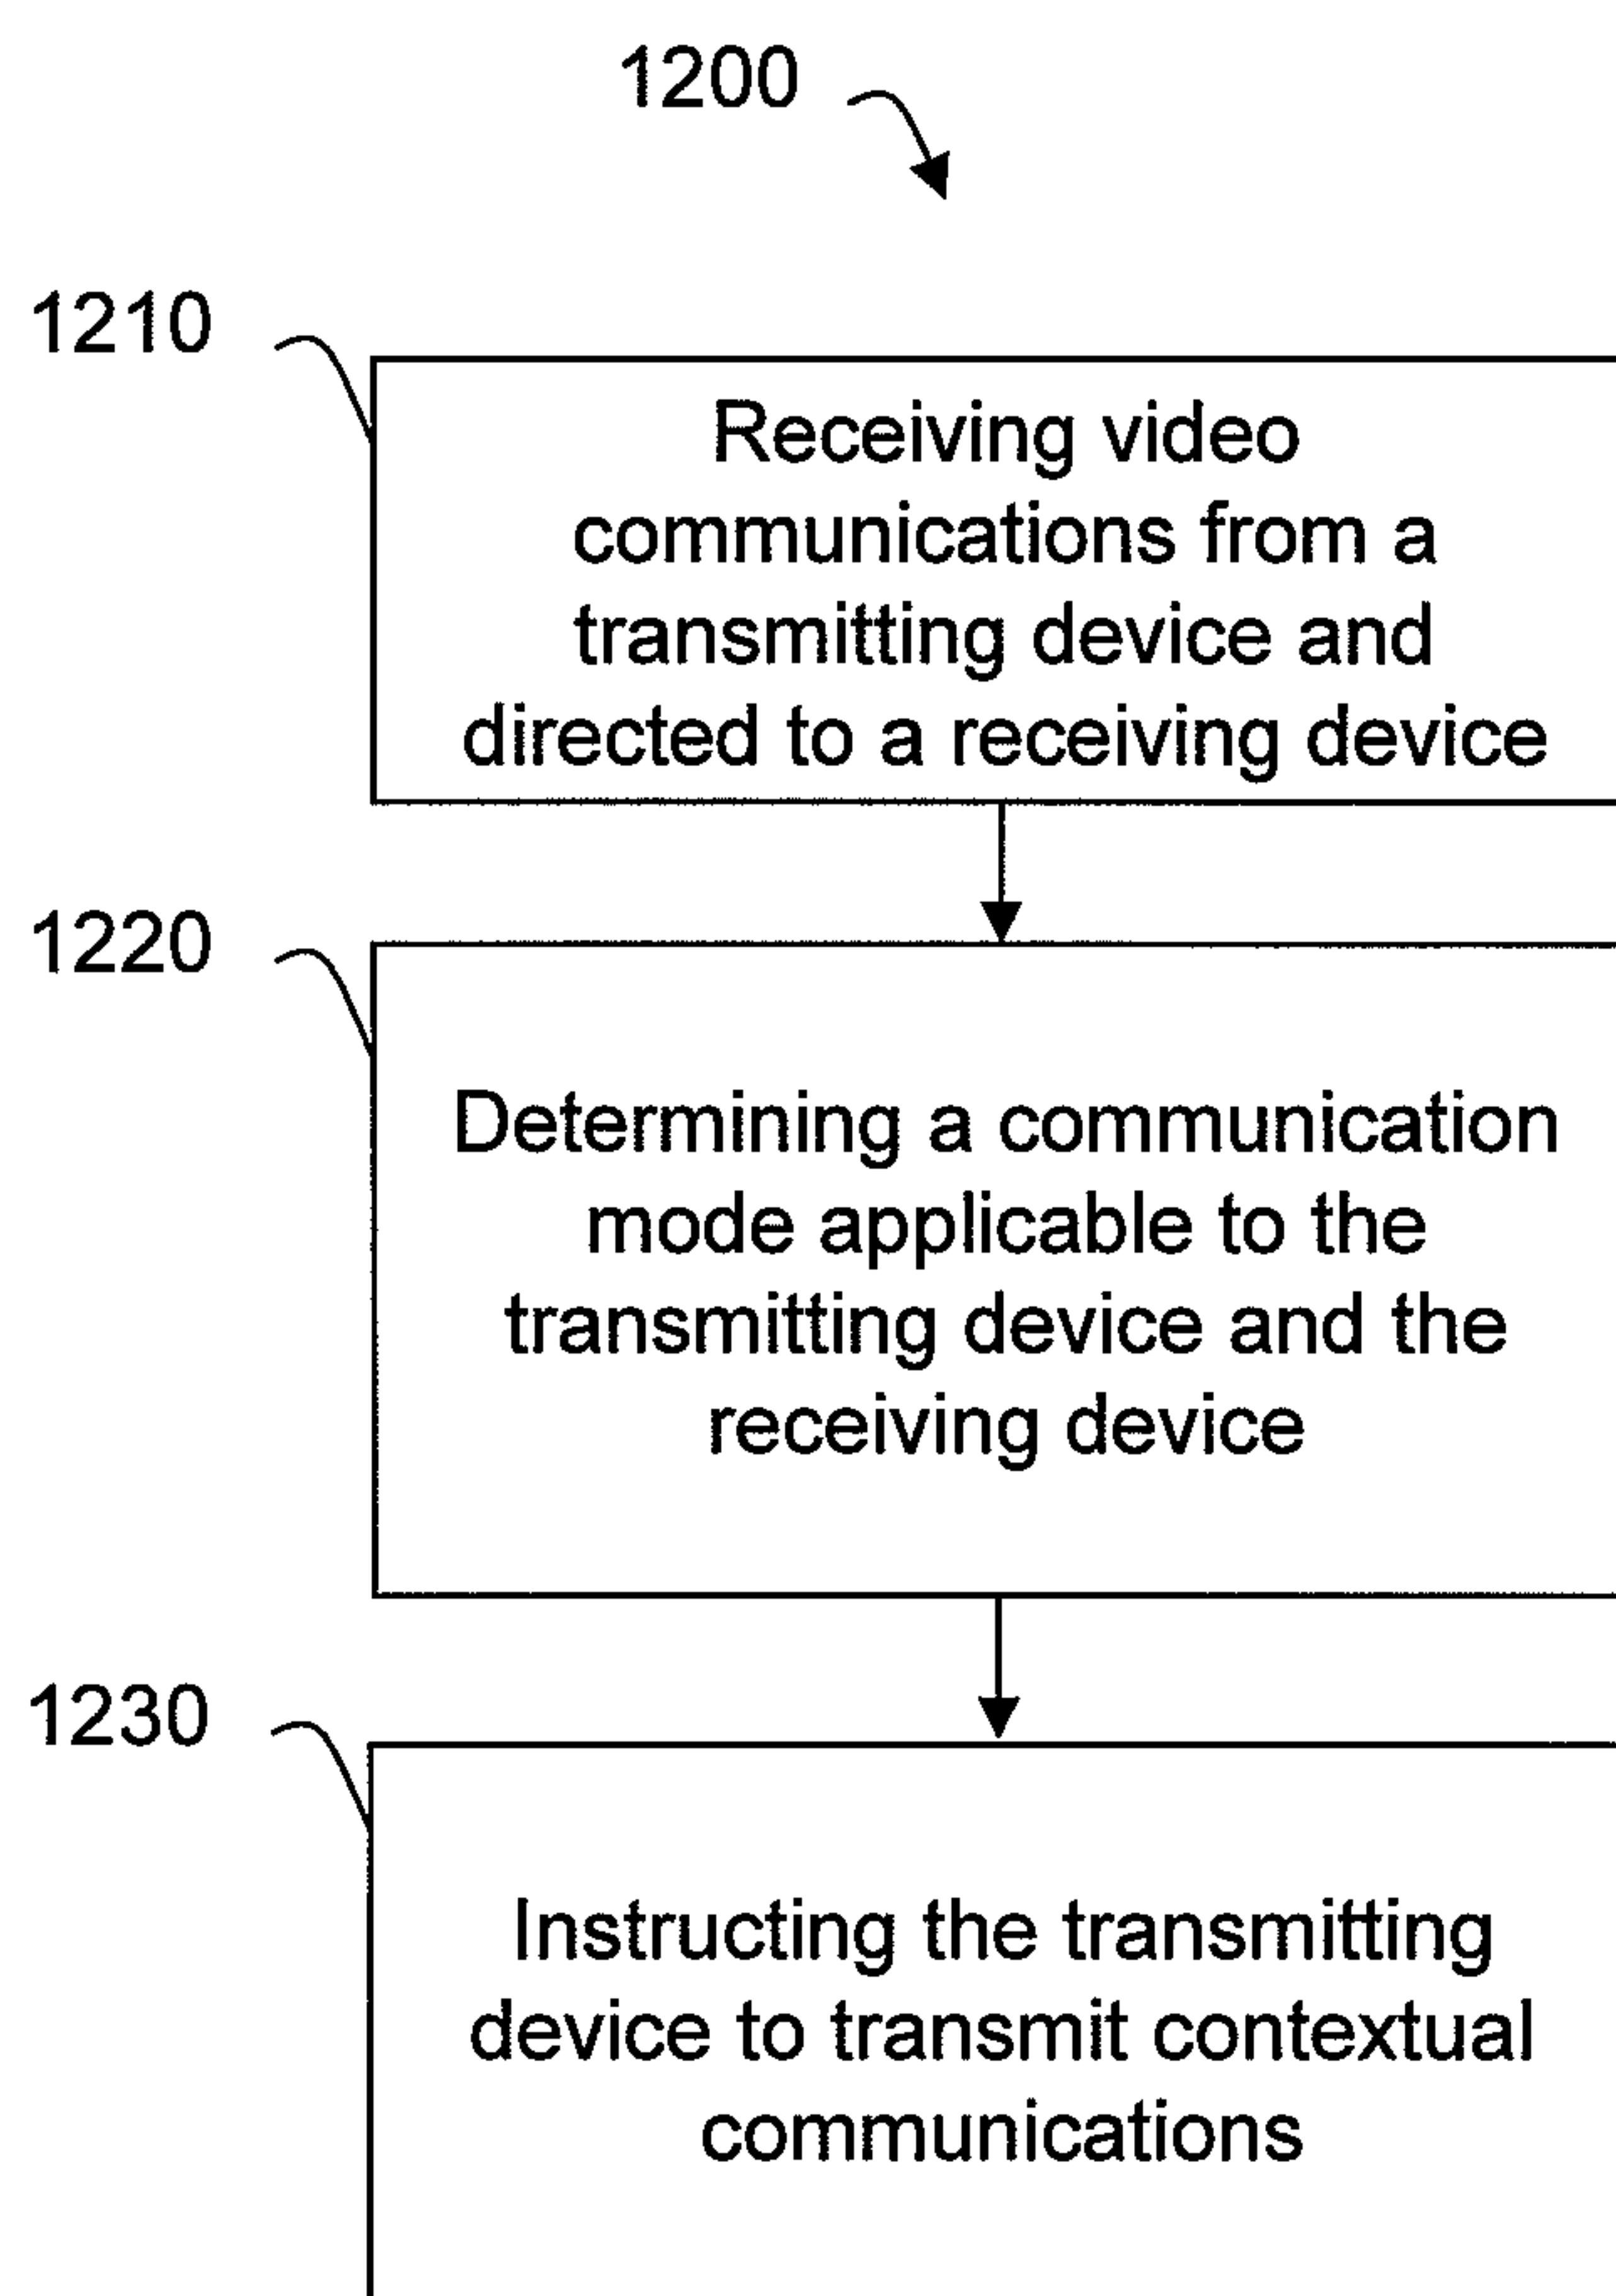 1200
1210
Receiving video
communications from a
transmitting device and
directed to a receiving device
1220
Determining a communication
mode applicable to the
transmitting device and the
receiving device
1230
Instructing the transmitting
device to transmit contextual
communications